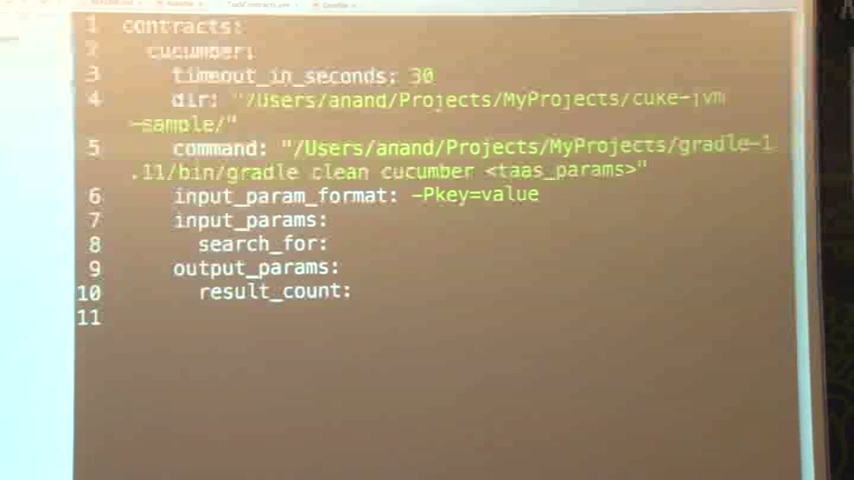 1 contracts:
2 cucumber:
3 timeout_in_seconds: 30
4 dir: "/Users/anand/Projects/MyProjects/cuke-jvm
-sample/"
5 command: "/Users/anand/Projects/MyProjects/gradle-1
.11/bin/gradle clean cucumber <taas_params>"
6 input_param_format: -Pkey=value
7 input_params:
8 search_for:
9 output_params:
10 result_count:
11